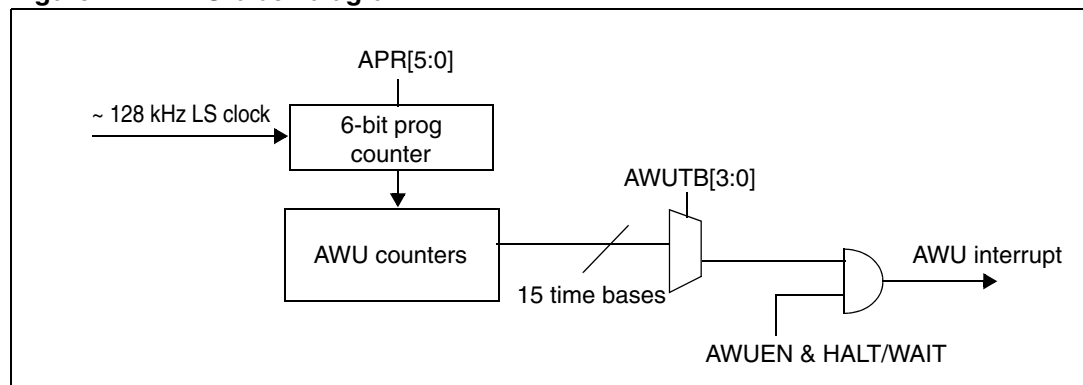 APR[5:0]
~ 128 kHz LS clock
6-bit prog
counter
AWUTB[3:0]
AWU counters
AWU interrupt
15 time bases
AWUEN & HALT/WAIT